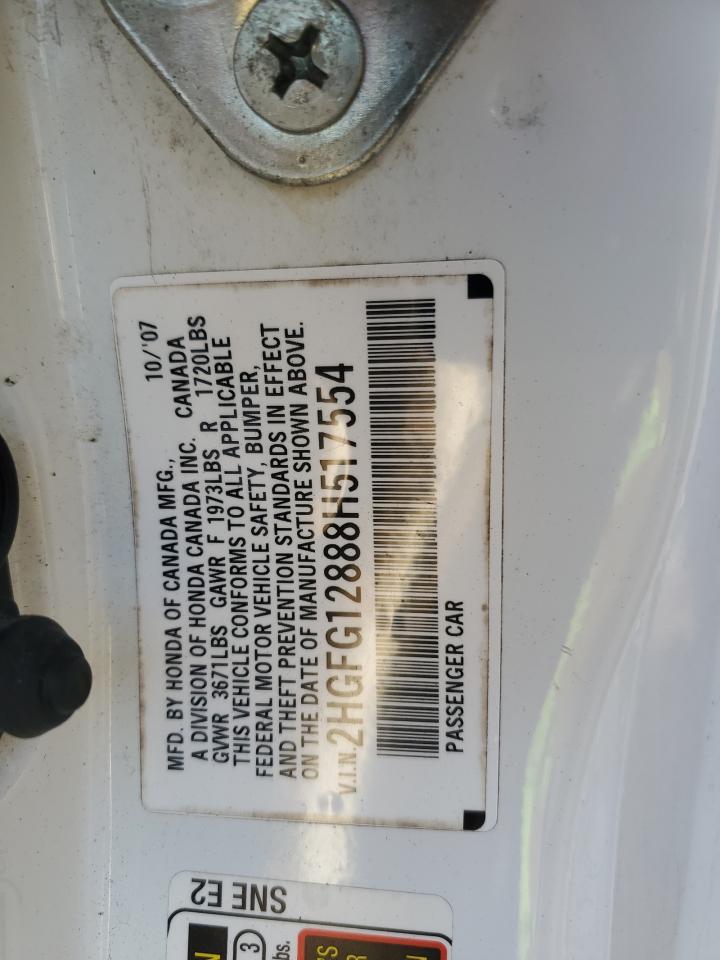 MFD. BY HONDA OF CANADA MFG., 10/'07
A DIVISION OF HONDA CANADA INC. CANADA
GVWR 3671LBS GAWR F 1973LBS R 1720LBS
THIS VEHICLE CONFORMS TO ALL APPLICABLE
FEDERAL MOTOR VEHICLE SAFETY, BUMPER,
AND THEFT PREVENTION STANDARDS IN EFFECT
ON THE DATE OF MANUFACTURE SHOWN ABOVE.
V.I.N. 2HGFG12888H517554
PASSENGER CAR
SNE E2
3
lbs.